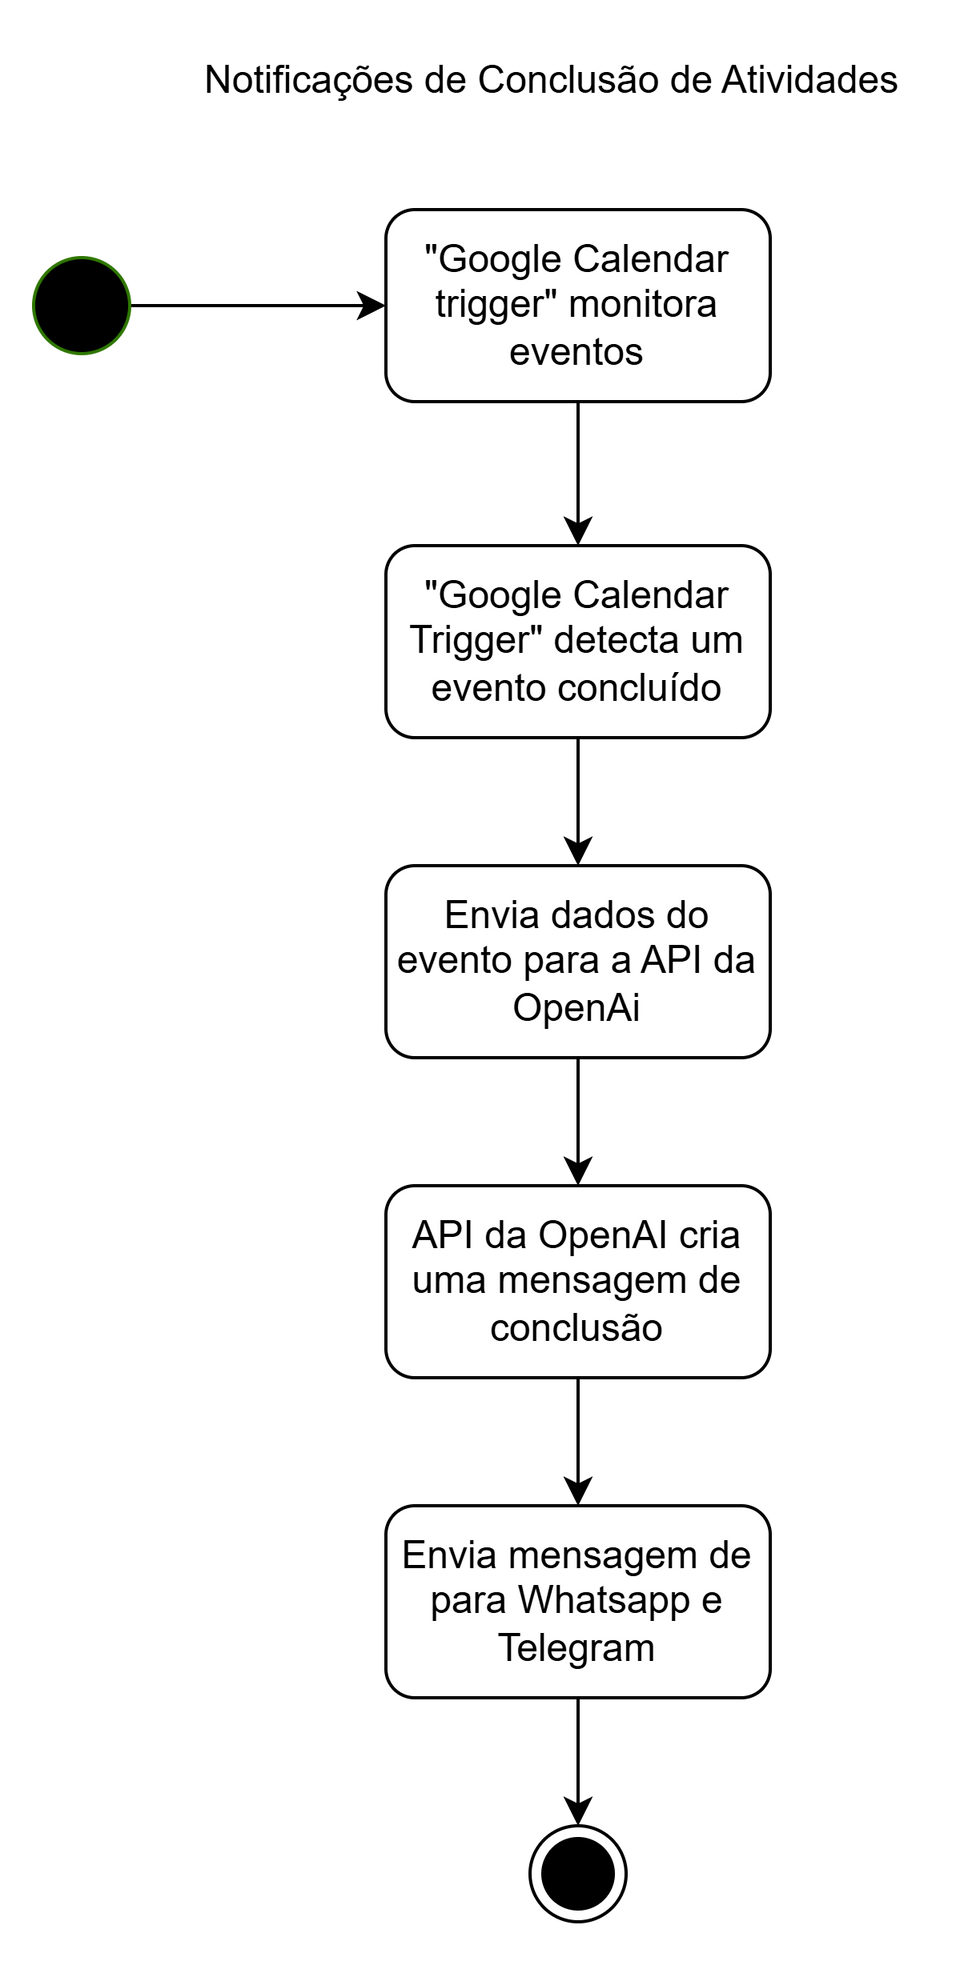 Notificações de Conclusão de Atividades
"Google Calendar
trigger" monitora
eventos
"Google Calendar
Trigger" detecta um
evento concluído
Envia dados do
evento para a API da
OpenAi
API da OpenAI cria
uma mensagem de
conclusão
Envia mensagem de
para Whatsapp e
Telegram